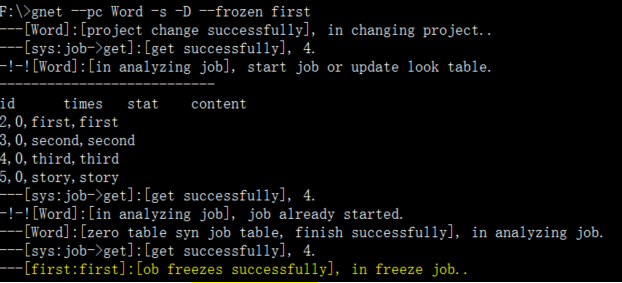 F:\>gnet --pc Word -s -D --frozen first
---[Word]:[project change successfully], in changing project..
---[sys:job->get]:[get successfully], 4.
-!-![Word]:[in analyzing job], start job or update look table.
---------------------------
id times stat content
2,0,first,first
3,0,second,second
4,0,third,third
5,0,story,story
---[sys:job->get]:[get successfully], 4.
-!-![Word]:[in analyzing job], job already started.
---[Word]:[zero table syn job table, finish successfully], in analyzing job.
---[sys:job->get]:[get successfully], 4.
---[first:first]:[ob freezes successfully], in freeze job..